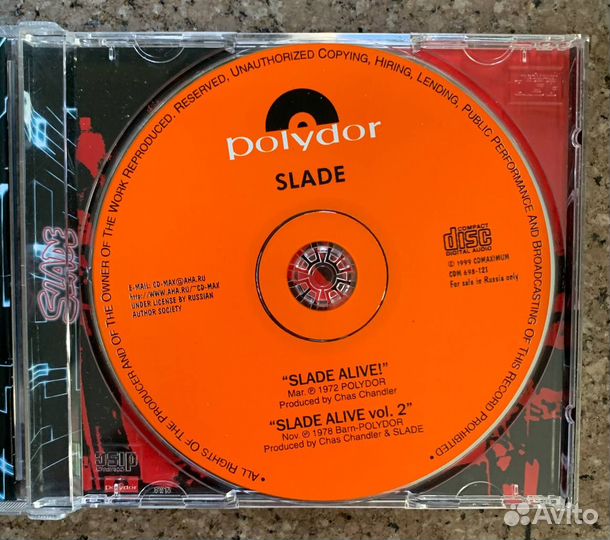 polydor
SLADE
• ALL RIGHTS OF THE PRODUCER AND OF THE OWNER OF THE WORK REPRODUCED. RESERVED, UNAUTHORIZED COPYING, HIRING, LENDING, PUBLIC PERFORMANCE AND BROADCASTING OF THIS RECORD PROHIBITED •
COMPACT
disc
DIGITAL AUDIO
© 1999 CDMAXIMUM
CDM 698-121
For sale in Russia only
E-MAIL: CD-MAX@AHA.RU
http://WWW.AHA.RU/~CD-MAX
UNDER LICENSE BY RUSSIAN
AUTHOR SOCIETY
"SLADE ALIVE!"
Mar. ℗ 1972 POLYDOR
Produced by Chas Chandler
"SLADE ALIVE vol. 2"
Nov. ℗ 1978 Barn-POLYDOR
Produced by Chas Chandler & SLADE
SLADE
polydor
Avito